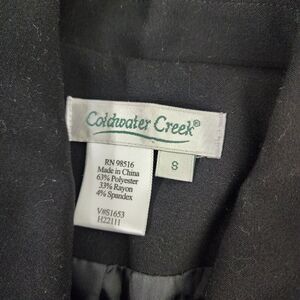 Coldwater Creek®
S
RN 98516
Made in China
63% Polyester
33% Rayon
4% Spandex
V#S1653
H22111